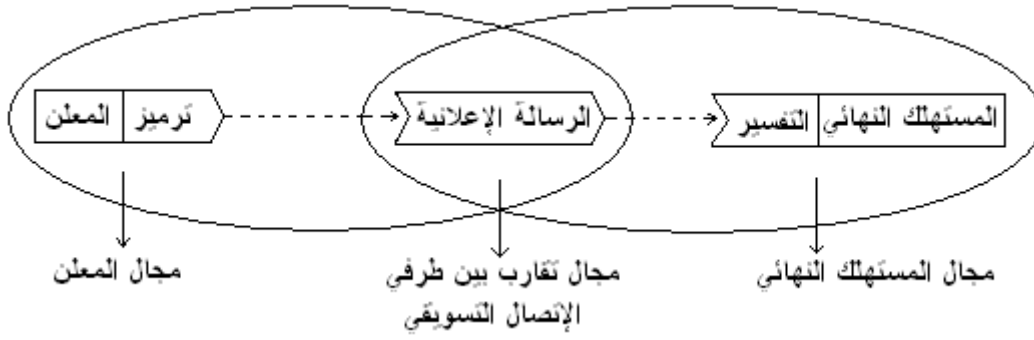 المعلن
ترميز
الرسالة الإعلانية
التفسير
المستهلك النهائي
مجال المعلن
مجال تقارب بين طرفي
الإتصال التسويقي
مجال المستهلك النهائي